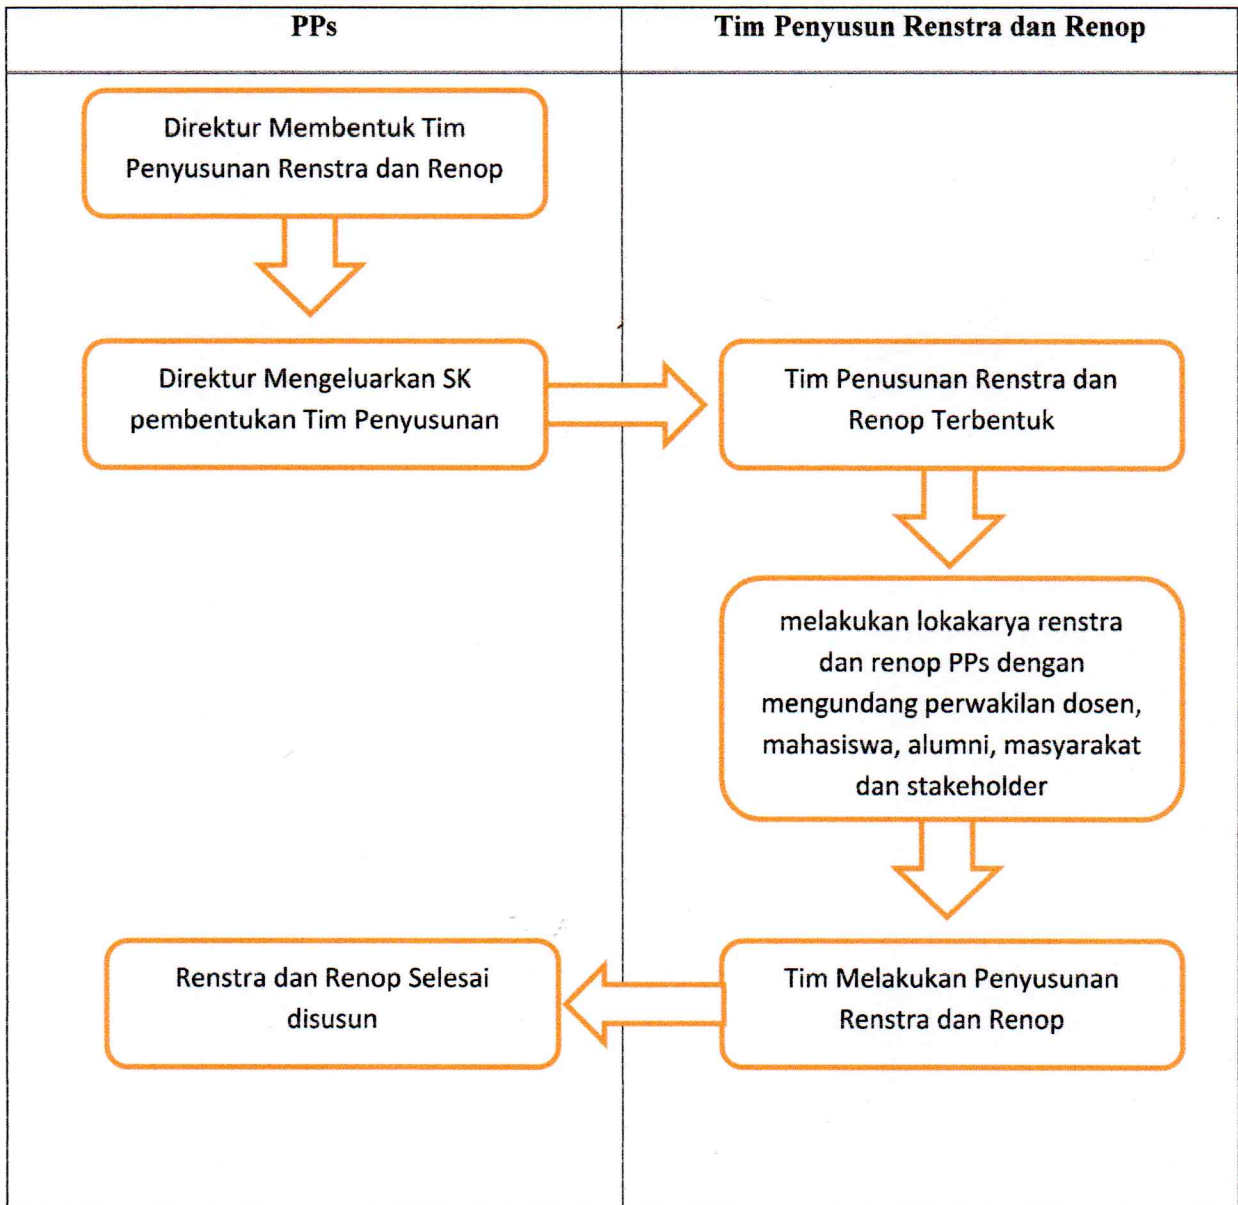 PPs
Tim Penyusun Renstra dan Renop
Direktur Membentuk Tim
Penyusunan Renstra dan Renop
Direktur Mengeluarkan SK
pembentukan Tim Penyusunan
Tim Penusunan Renstra dan
Renop Terbentuk
melakukan lokakarya renstra
dan renop PPs dengan
mengundang perwakilan dosen,
mahasiswa, alumni, masyarakat
dan stakeholder
Tim Melakukan Penyusunan
Renstra dan Renop
Renstra dan Renop Selesai
disusun